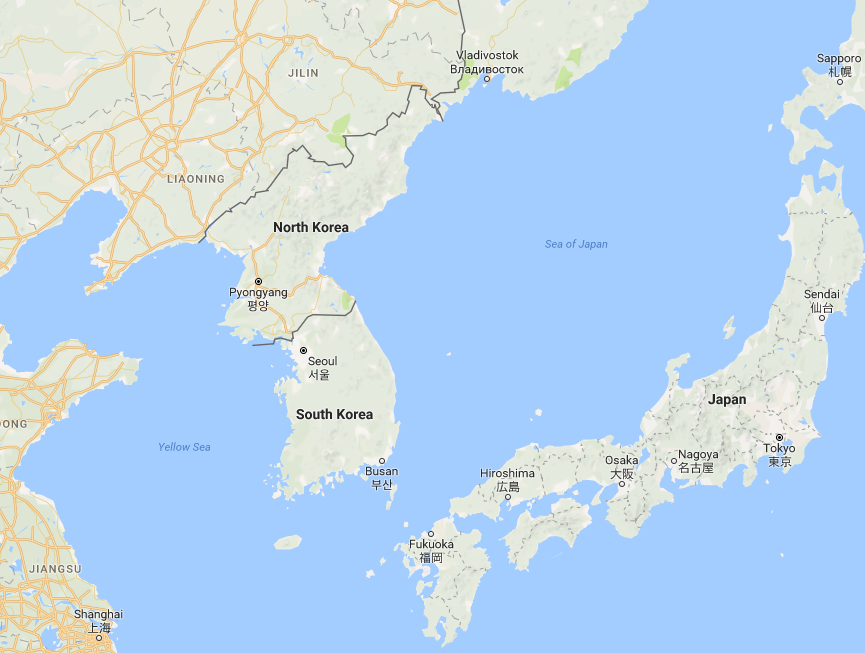 Vladivostok
Владивосток
Sapporo
札幌
JILIN
LIAONING
North Korea
Sea of Japan
Pyongyang
평양
Sendai
仙台
Seoul
서울
Japan
South Korea
ONG
Yellow Sea
Tokyo
東京
Nagoya
名古屋
Osaka
大阪
Busan
부산
Hiroshima
広島
Fukuoka
福岡
JIANGSU
Shanghai
上海